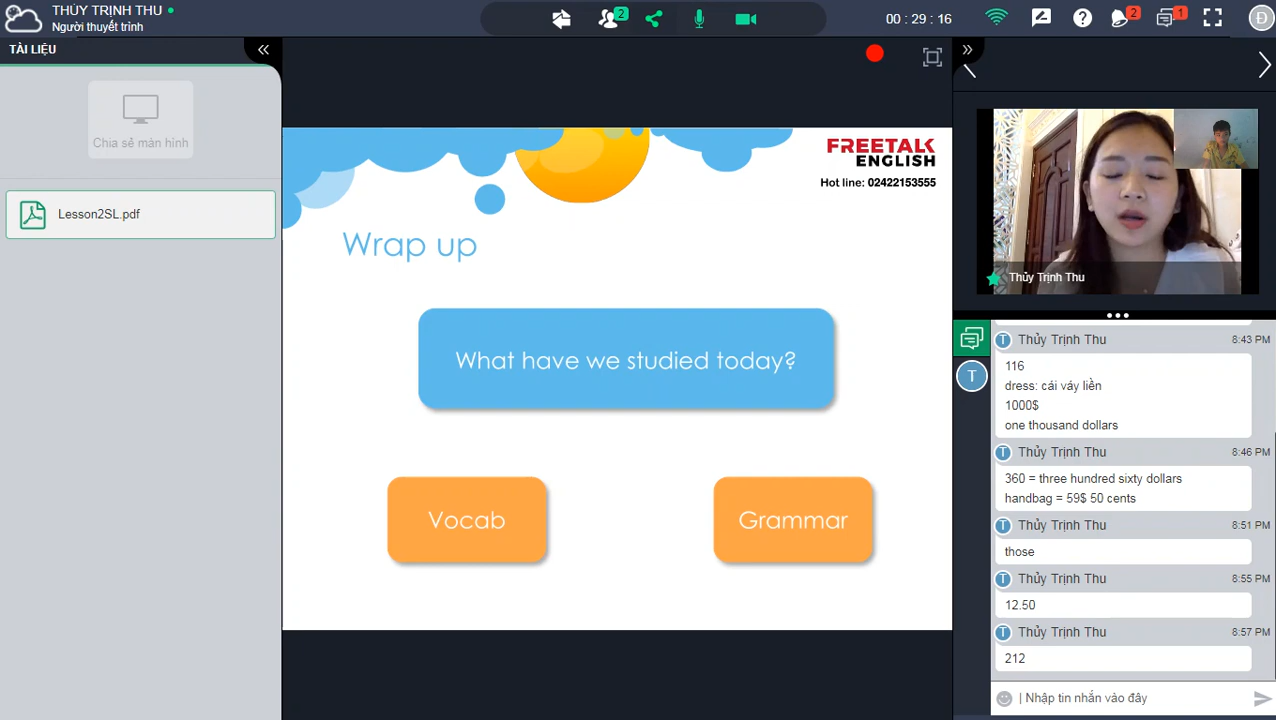 THỦY TRỊNH THU
Người thuyết trình
2
00 : 29 : 16
2
1
Đ
TÀI LIỆU
Chia sẻ màn hình
Lesson2SL.pdf
FREETALK
ENGLISH
Hot line: 02422153555
Wrap up
What have we studied today?
Vocab
Grammar
Thủy Trịnh Thu
T
T Thủy Trịnh Thu 8:43 PM
116
dress: cái váy liền
1000$
one thousand dollars
T Thủy Trịnh Thu 8:46 PM
360 = three hundred sixty dollars
handbag = 59$ 50 cents
T Thủy Trịnh Thu 8:51 PM
those
T Thủy Trịnh Thu 8:55 PM
12.50
T Thủy Trịnh Thu 8:57 PM
212
Nhập tin nhắn vào đây